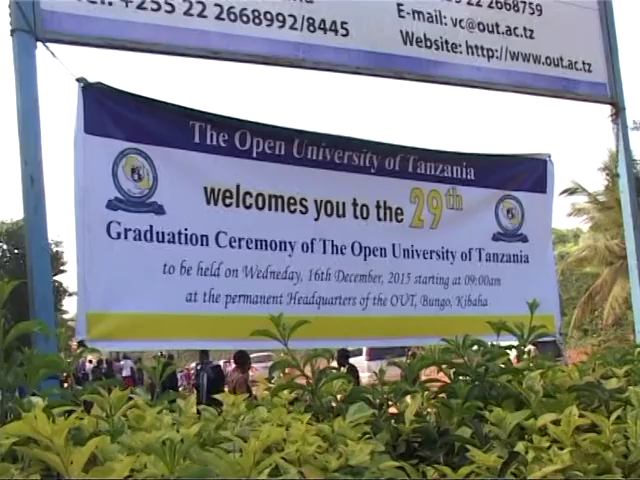 Tel: +255 22 2668992/8445
22 2668759
E-mail: vc@out.ac.tz
Website: http://www.out.ac.tz
The Open University of Tanzania
welcomes you to the 29th
Graduation Ceremony of The Open University of Tanzania
to be held on Wedneday, 16th December, 2015 starting at 09:00am
at the permanent Headquarters of the OUT, Bungo, Kibaha